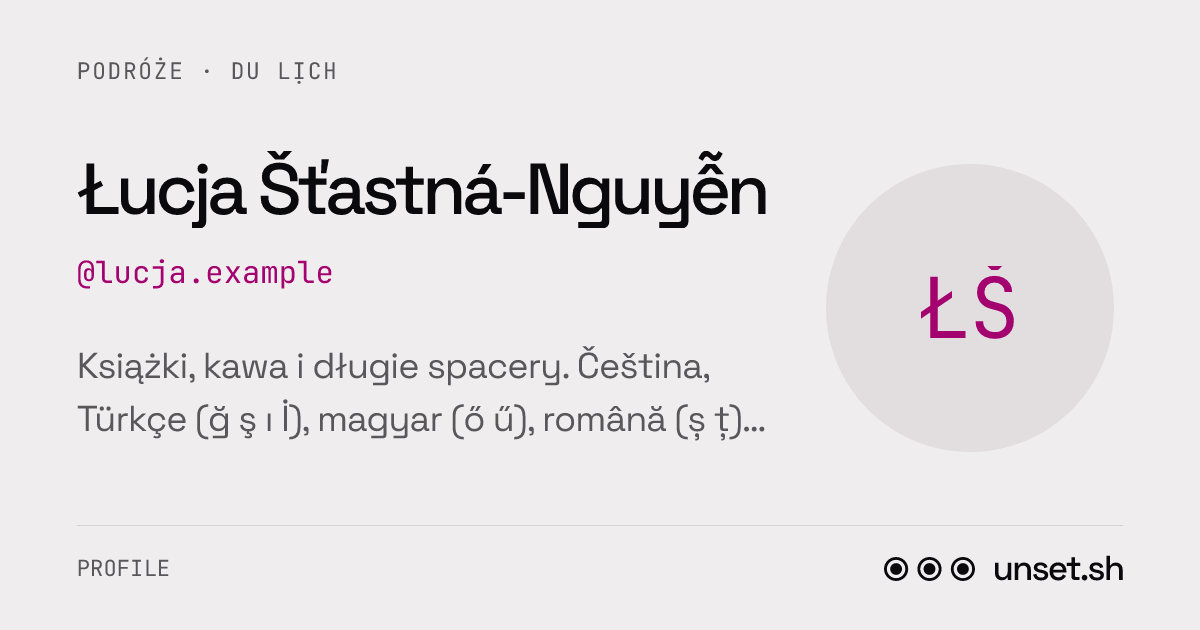 PODRÓŻE · DU LỊCH
Łucja Šťastná-Nguyễn
@lucja.example
ŁŠ
Książki, kawa i długie spacery. Čeština,
Türkçe (ğ ş ı İ), magyar (ő ű), română (ș ț)...
PROFILE
unset.sh